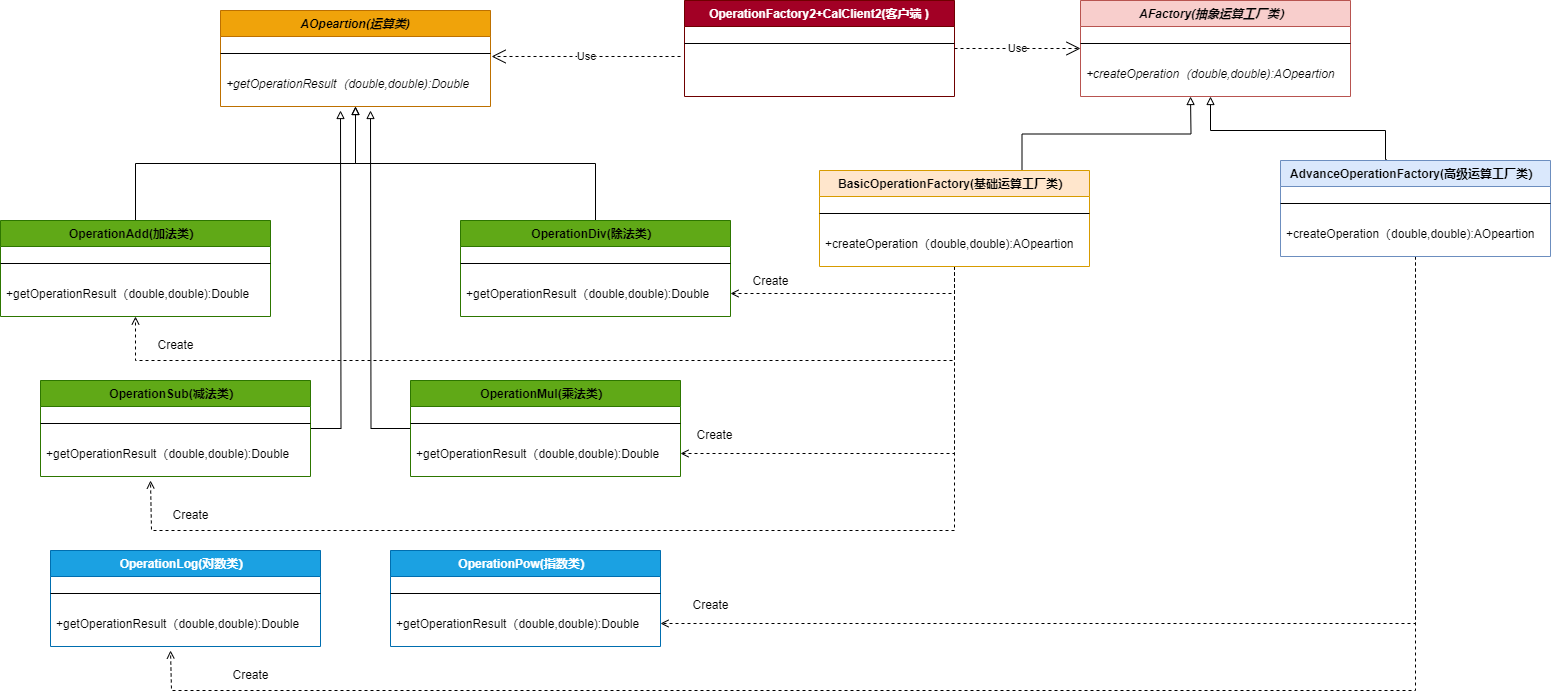 AOpeartion(运算类)
+getOperationResult（double,double):Double
OperationFactory2+CalClient2(客户端 )
AFactory(抽象运算工厂类)
+createOperation（double,double):AOpeartion
Use
Use
BasicOperationFactory(基础运算工厂类)
+createOperation（double,double):AOpeartion
AdvanceOperationFactory(高级运算工厂类)
+createOperation（double,double):AOpeartion
OperationAdd(加法类)
+getOperationResult（double,double):Double
OperationDiv(除法类)
+getOperationResult（double,double):Double
Create
Create
OperationSub(减法类)
+getOperationResult（double,double):Double
OperationMul(乘法类)
+getOperationResult（double,double):Double
Create
Create
OperationLog(对数类)
+getOperationResult（double,double):Double
OperationPow(指数类)
+getOperationResult（double,double):Double
Create
Create